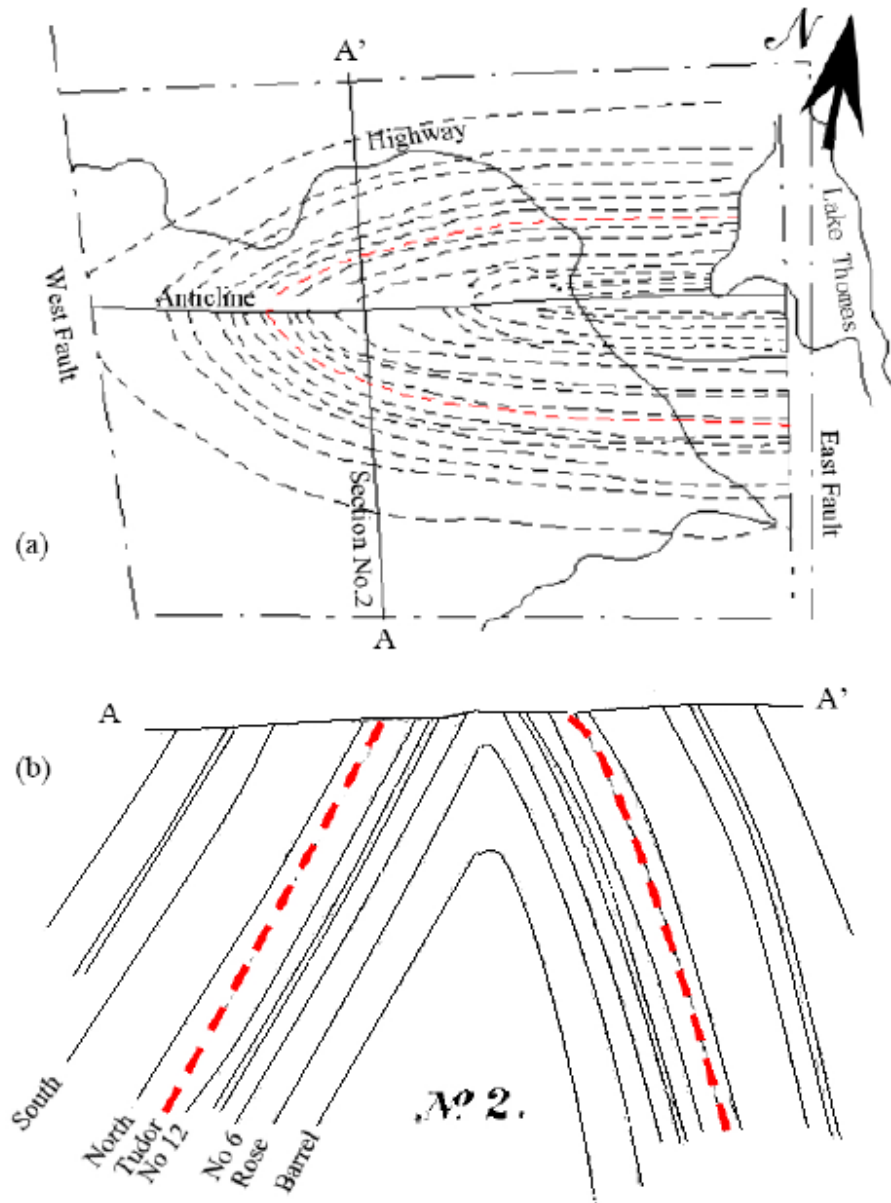 N
A’
Highway
Lake Thomes
West Fault
Anticline
East Fault
(a)
Section No.2
A
A
A’
(b)
South
North
Tudor
No 12
No 6
Rose
Barrel
No 2.